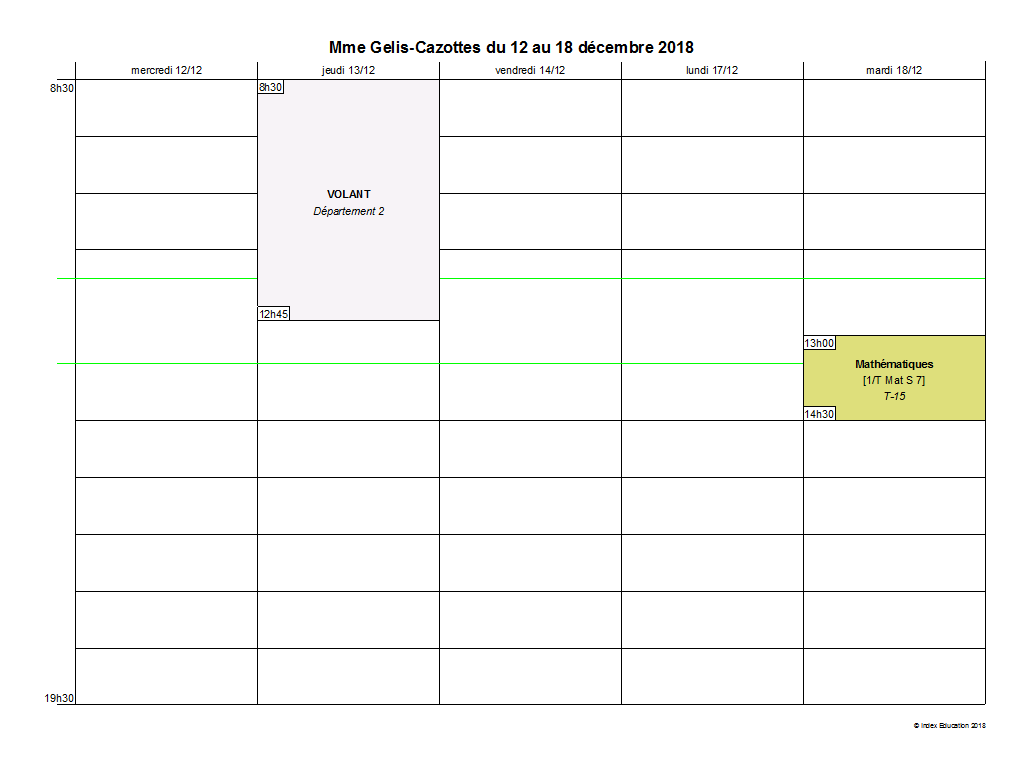 Mme Gelis-Cazottes du 12 au 18 décembre 2018
mercredi 12/12
jeudi 13/12
vendredi 14/12
lundi 17/12
mardi 18/12
8h30
8h30
VOLANT
Département 2
12h45
13h00
Mathématiques
[1/T Mat S 7]
T-15
14h30
19h30
© Index Education 2018